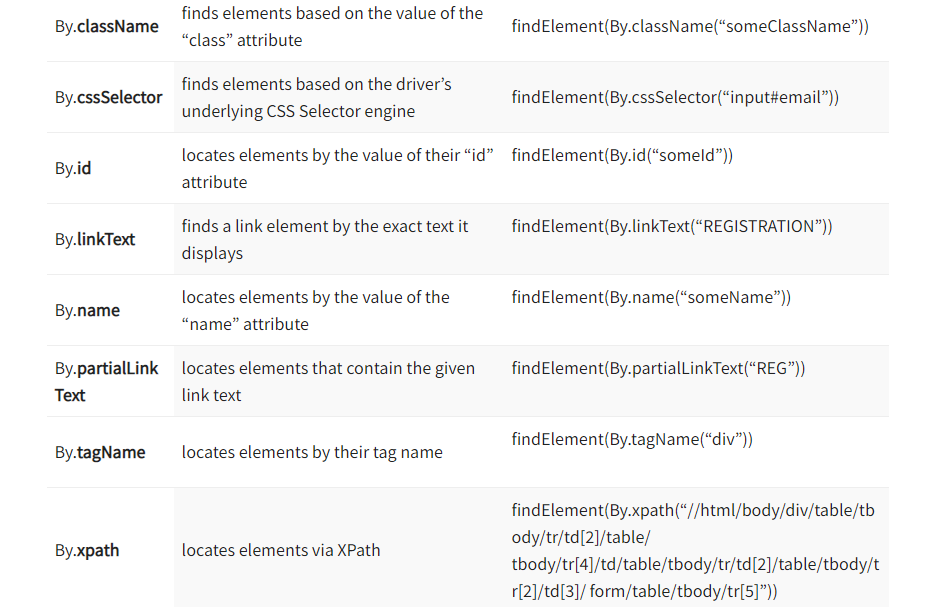 By.className
finds elements based on the value of the
“class” attribute
findElement(By.className(“someClassName”))
By.cssSelector
finds elements based on the driver’s
underlying CSS Selector engine
findElement(By.cssSelector(“input#email”))
By.id
locates elements by the value of their “id”
attribute
findElement(By.id(“someId”))
By.linkText
finds a link element by the exact text it
displays
findElement(By.linkText(“REGISTRATION”))
By.name
locates elements by the value of the
“name” attribute
findElement(By.name(“someName”))
By.partialLink
Text
locates elements that contain the given
link text
findElement(By.partialLinkText(“REG”))
By.tagName
locates elements by their tag name
findElement(By.tagName(“div”))
By.xpath
locates elements via XPath
findElement(By.xpath(“//html/body/div/table/tb
ody/tr/td[2]/table/
tbody/tr[4]/td/table/tbody/tr/td[2]/table/tbody/t
r[2]/td[3]/ form/table/tbody/tr[5]”))